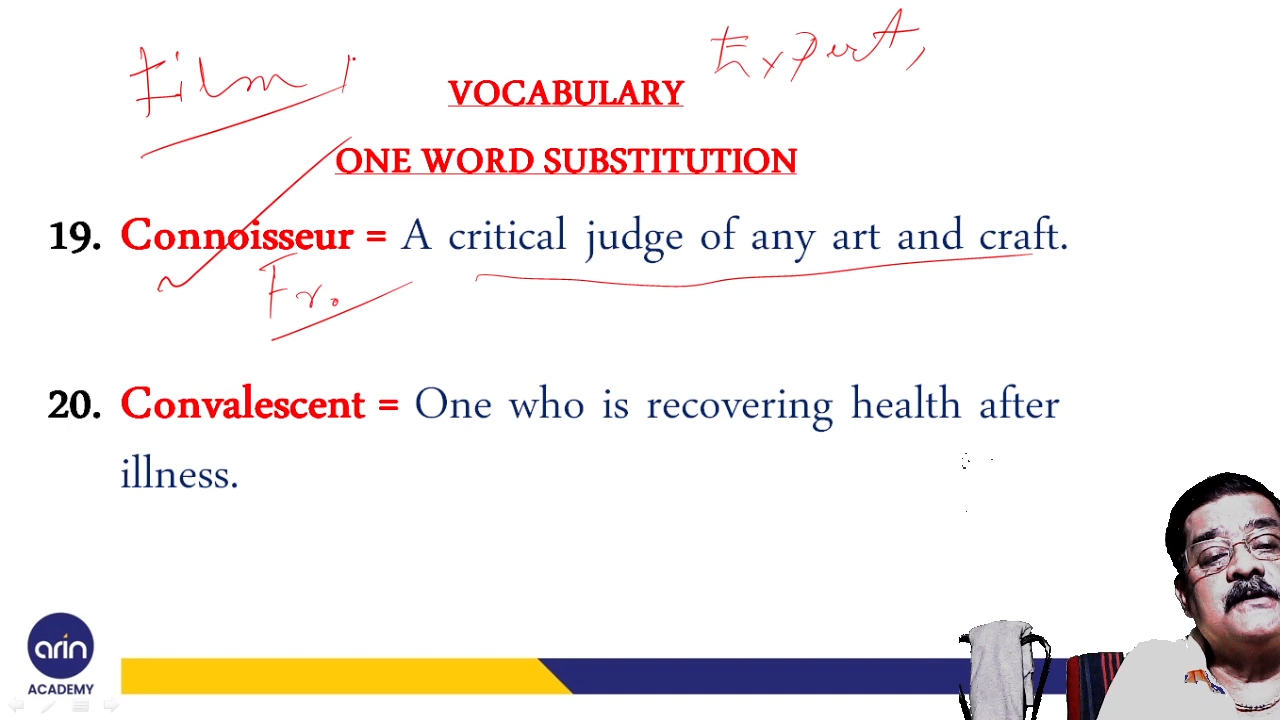 Film
Expert,
VOCABULARY
ONE WORD SUBSTITUTION
19. Connoisseur = A critical judge of any art and craft.
Fr.
20. Convalescent = One who is recovering health after
illness.
arin
ACADEMY